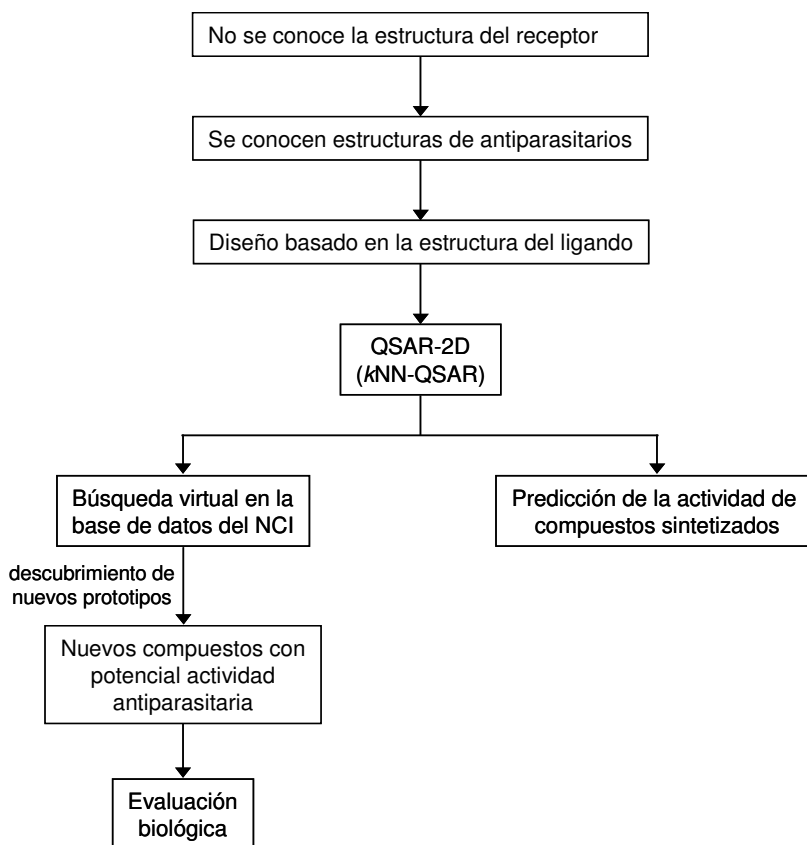 No se conoce la estructura del receptor
Se conocen estructuras de antiparasitarios
Diseño basado en la estructura del ligando
QSAR-2D
(kNN-QSAR)
Búsqueda virtual en la
base de datos del NCI
Predicción de la actividad de
compuestos sintetizados
descubrimiento de
nuevos prototipos
Nuevos compuestos con
potencial actividad
antiparasitaria
Evaluación
biológica